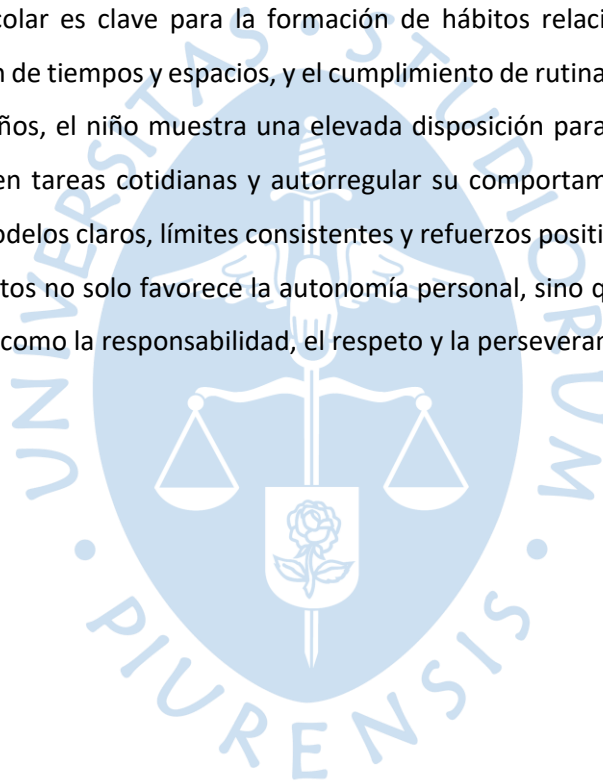 colar es clave para la formación de hábitos relaci
n de tiempos y espacios, y el cumplimiento de rutina
ños, el niño muestra una elevada disposición para
en tareas cotidianas y autorregular su comportam
odelos claros, límites consistentes y refuerzos positi
tos no solo favorece la autonomía personal, sino q
como la responsabilidad, el respeto y la perseveran
UNIVERSITAS • STUDIORUM • PIURENSIS •